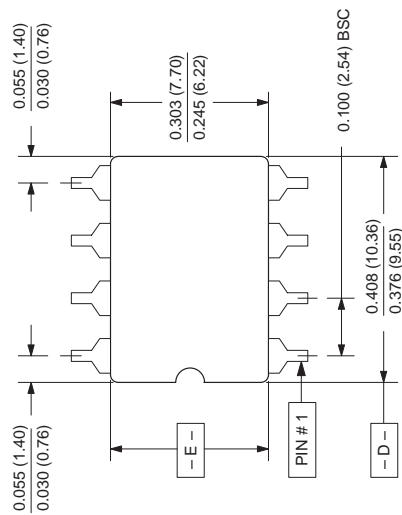 0.055 (1.40)
0.030 (0.76)
0.303 (7.70)
0.245 (6.22)
0.100 (2.54) BSC
0.408 (10.36)
0.376 (9.55)
0.055 (1.40)
0.030 (0.76)
– E –
PIN # 1
– D –